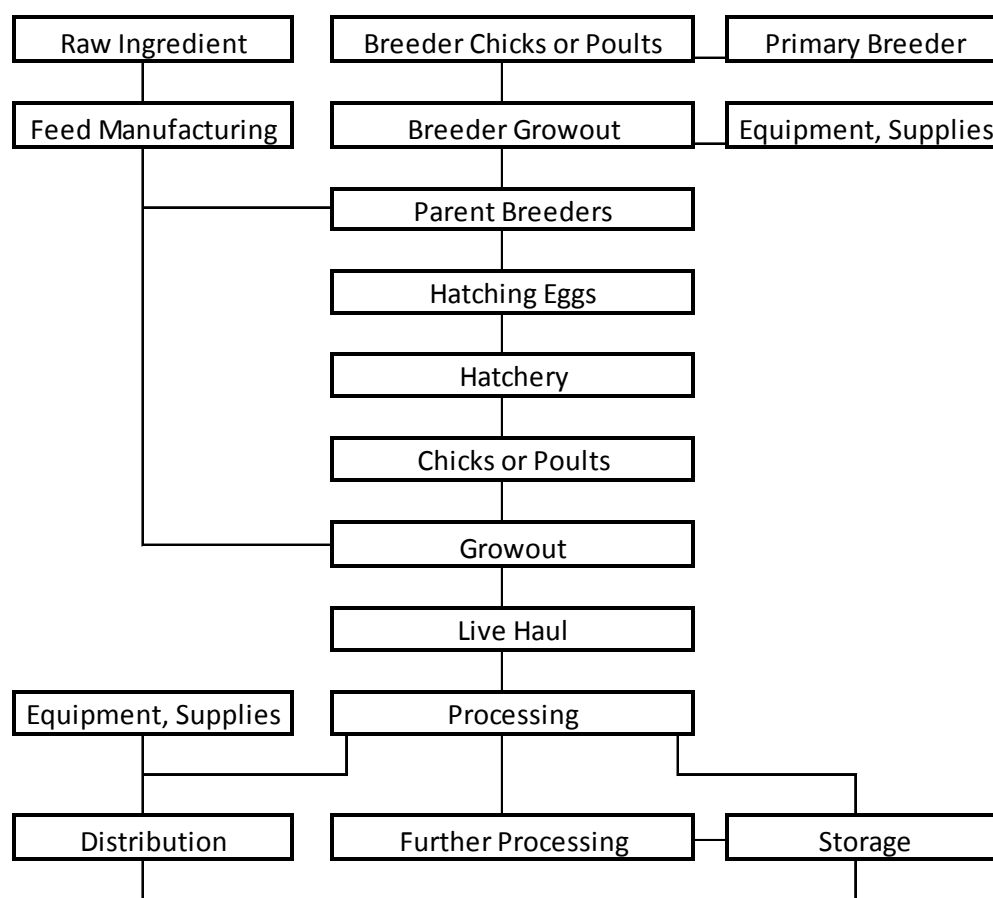 Raw Ingredient
Breeder Chicks or Poults
Primary Breeder
Feed Manufacturing
Breeder Growout
Equipment, Supplies
Parent Breeders
Hatching Eggs
Hatchery
Chicks or Poults
Growout
Live Haul
Equipment, Supplies
Processing
Distribution
Further Processing
Storage